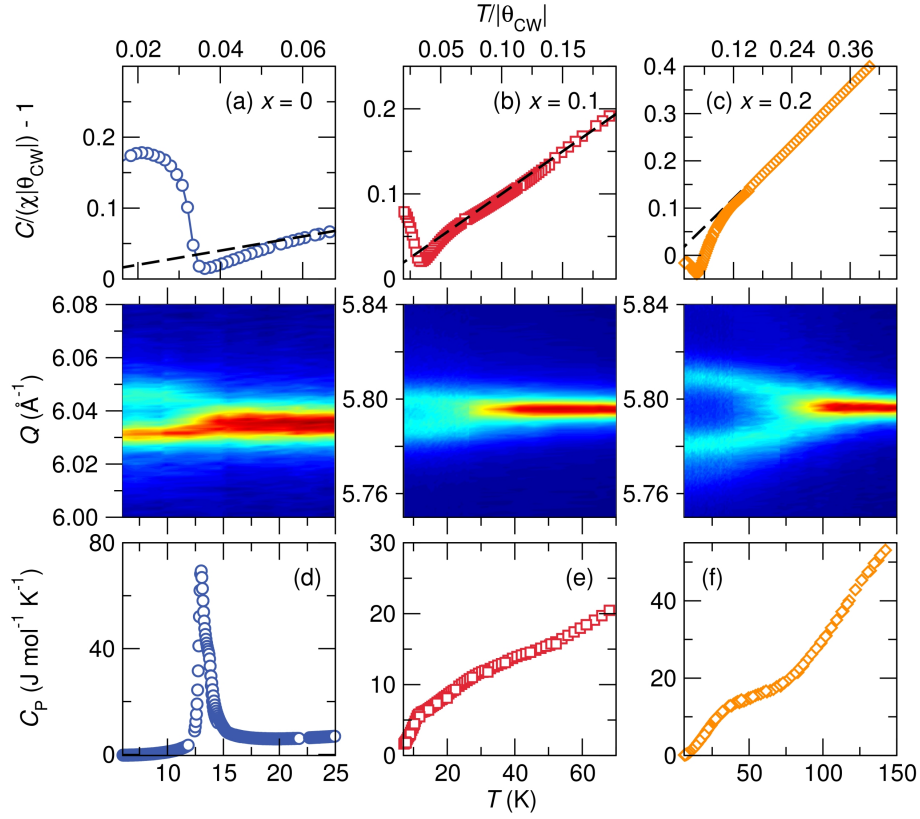 T/|θCW|
0.02 0.04 0.06 0.05 0.10 0.15 0.12 0.24 0.36
C/(χ|θCW|) - 1
(a) x = 0
0.2
0.1
0
(b) x = 0.1
0.2
0.1
0
(c) x = 0.2
0.4
0.3
0.2
0.1
0
Q (Å⁻¹)
6.08
6.06
6.04
6.02
6.00
5.84
5.80
5.76
5.84
5.80
5.76
CP (J mol⁻¹ K⁻¹)
(d)
80
40
0
(e)
30
20
10
0
(f)
40
20
0
10 15 20 25 20 40 60 50 75 100 150
T (K)